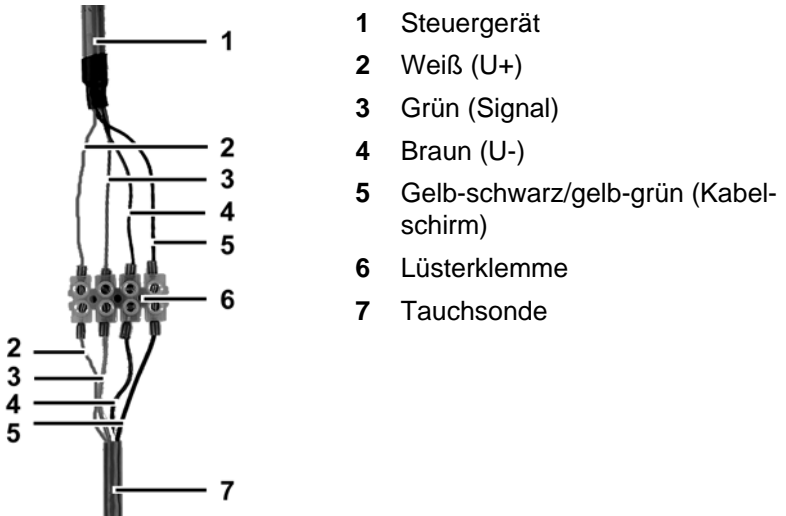 1
2
3
4
5
6
2
3
4
5
7
1 Steuergerät
2 Weiß (U+)
3 Grün (Signal)
4 Braun (U-)
5 Gelb-schwarz/gelb-grün (Kabel-
schirm)
6 Lüsterklemme
7 Tauchsonde